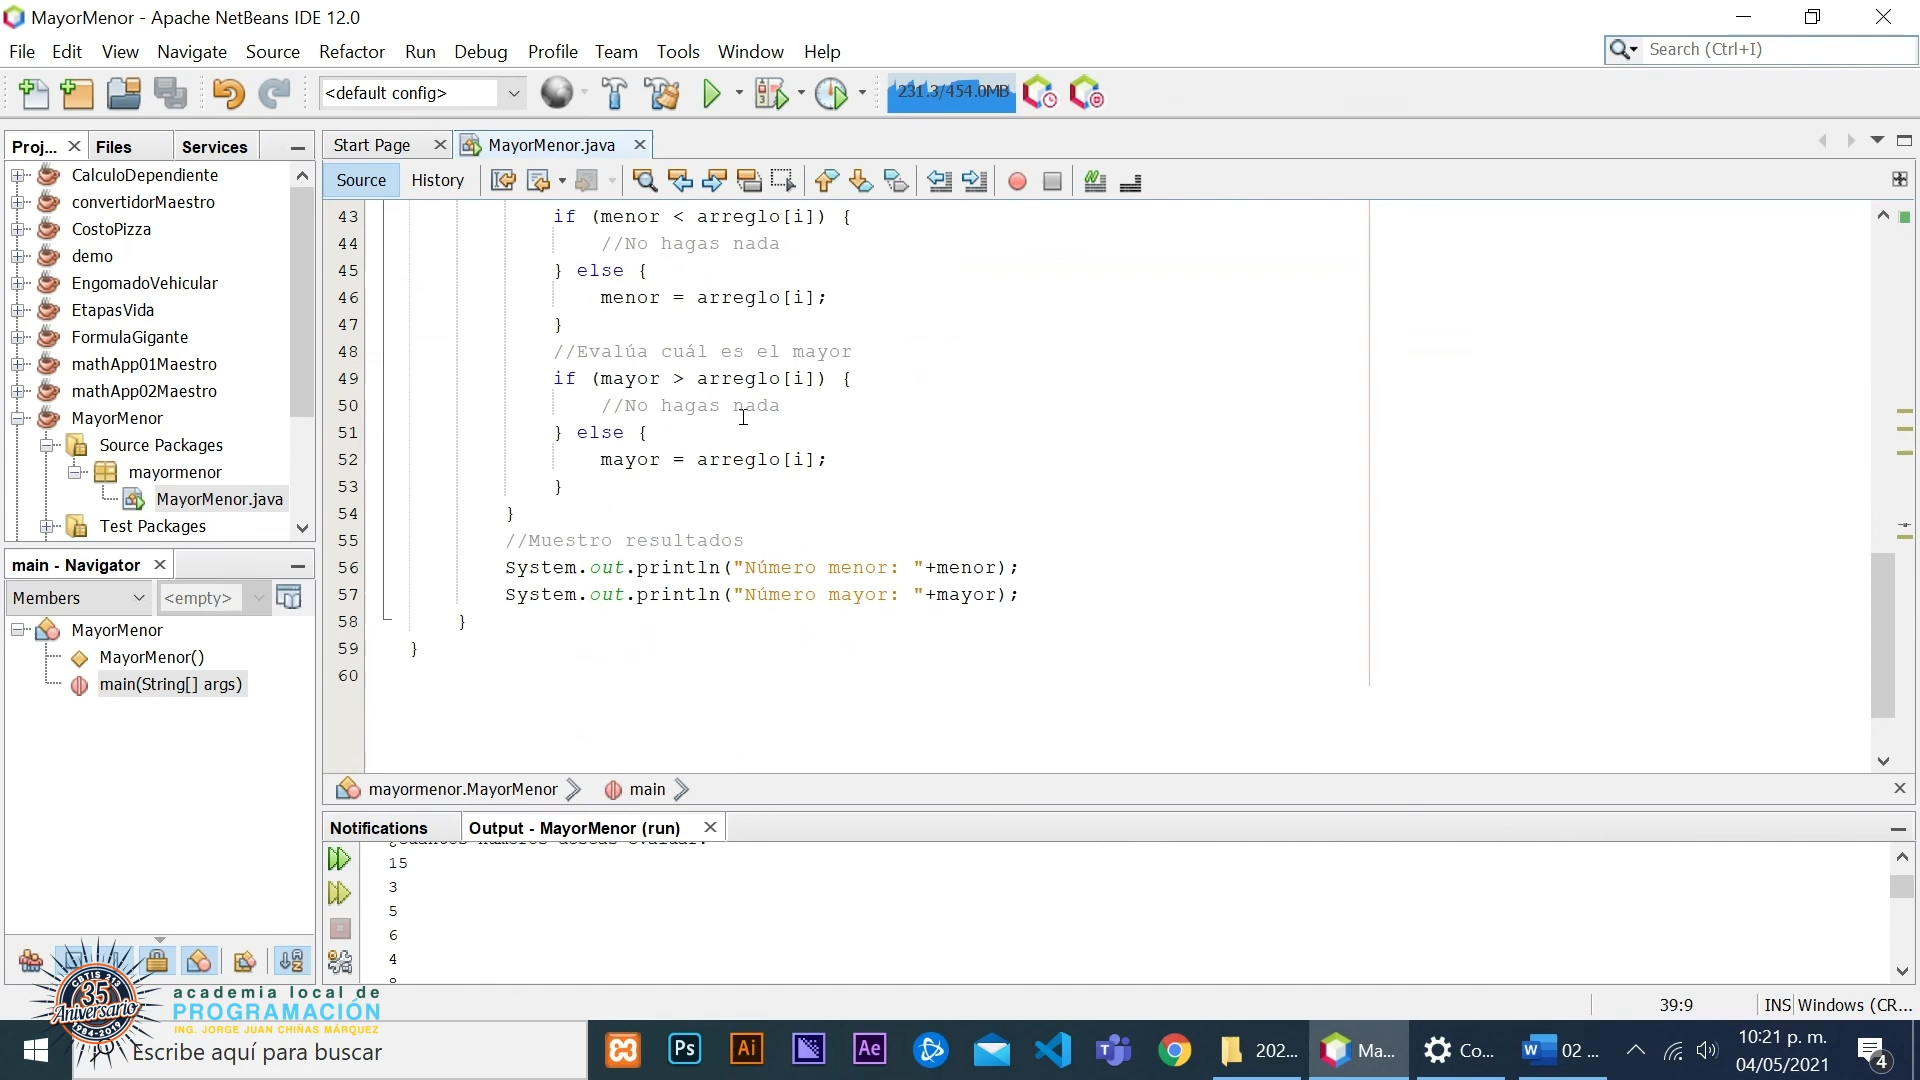 MayorMenor - Apache NetBeans IDE 12.0
File Edit View Navigate Source Refactor Run Debug Profile Team Tools Window Help
Search (Ctrl+I)
<default config>
231.3/454.0MB
Proj... Files Services
Start Page MayorMenor.java
Source History
CalculoDependiente
convertidorMaestro
CostoPizza
demo
EngomadoVehicular
EtapasVida
FormulaGigante
mathApp01Maestro
mathApp02Maestro
MayorMenor
Source Packages
mayormenor
MayorMenor.java
Test Packages
43 if (menor < arreglo[i]) {
44 //No hagas nada
45 } else {
46 menor = arreglo[i];
47 }
48 //Evalúa cuál es el mayor
49 if (mayor > arreglo[i]) {
50 //No hagas nada
51 } else {
52 mayor = arreglo[i];
53 }
54 }
55 //Muestro resultados
56 System.out.println("Número menor: "+menor);
57 System.out.println("Número mayor: "+mayor);
58 }
59 }
60
main - Navigator
Members <empty>
MayorMenor
MayorMenor()
main(String[] args)
mayormenor.MayorMenor main
Notifications Output - MayorMenor (run)
15
3
5
6
4
39:9 INS Windows (CR...
CBTIS 213
35
Aniversario
1984-2019
academia local de
PROGRAMACIÓN
ING. JORGE JUAN CHIÑAS MÁRQUEZ
Escribe aquí para buscar
Ps Ai Ae
202... Ma... Co... 02 ...
10:21 p. m.
04/05/2021
4